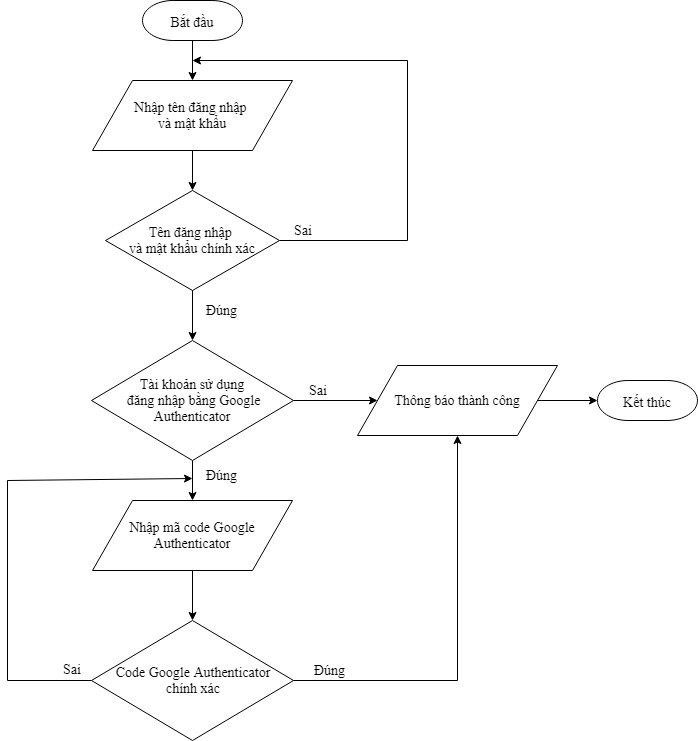 Bắt đầu
Nhập tên đăng nhập
và mật khẩu
Tên đăng nhập
và mật khẩu chính xác
Sai
Đúng
Tài khoản sử dụng
đăng nhập bằng Google
Authenticator
Sai
Thông báo thành công
Kết thúc
Đúng
Nhập mã code Google
Authenticator
Code Google Authenticator
chính xác
Sai
Đúng